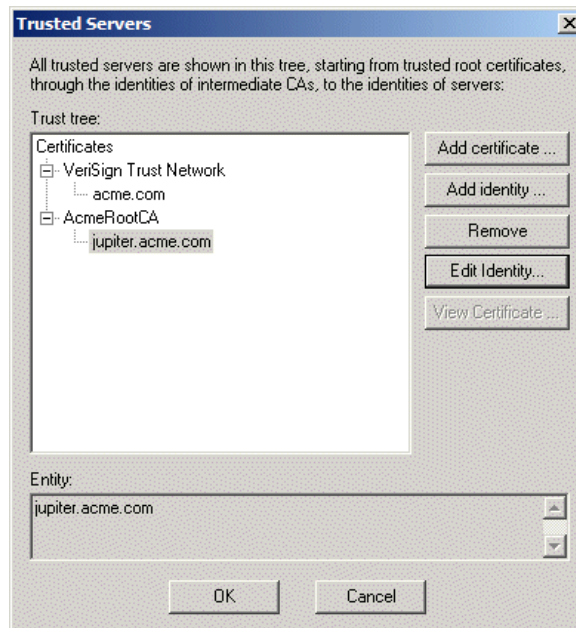 Trusted Servers
All trusted servers are shown in this tree, starting from trusted root certificates,
through the identities of intermediate CAs, to the identities of servers:
Trust tree:
Certificates
VeriSign Trust Network
acme.com
AcmeRootCA
jupiter.acme.com
Add certificate ...
Add identity ...
Remove
Edit Identity...
View Certificate ...
Entity:
jupiter.acme.com
OK
Cancel